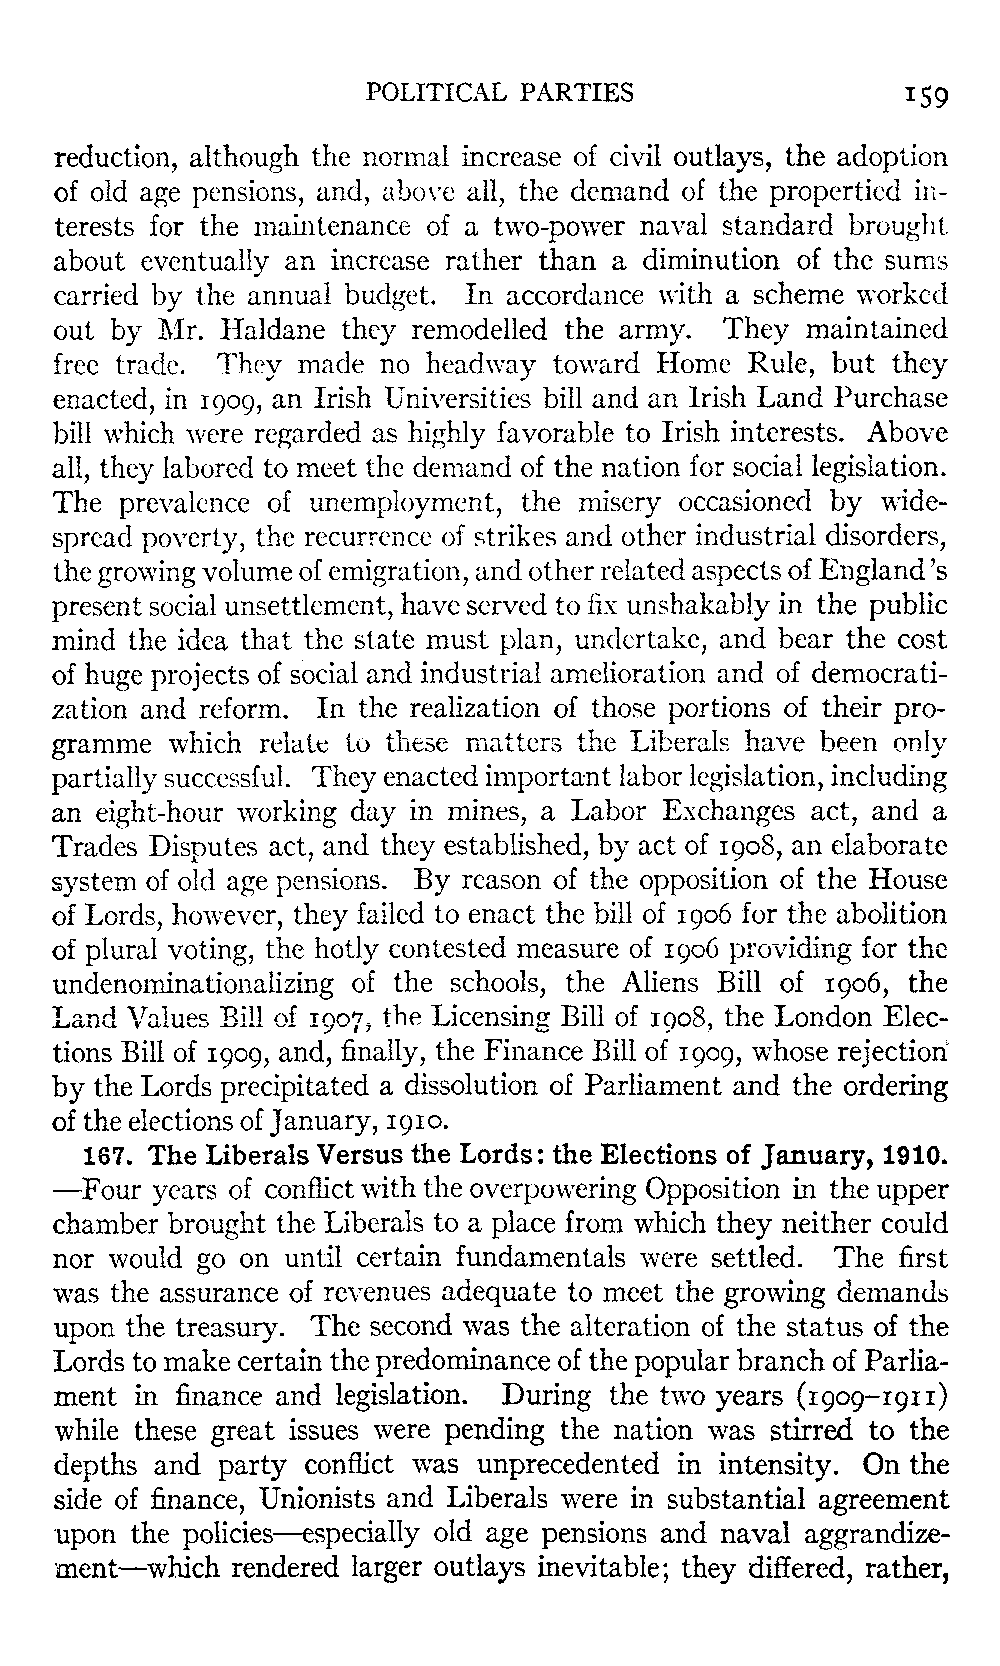 POLITICAL PARTIES 159
reduction, although the normal increase of civil outlays, the adoption
of old age pensions, and, above all, the demand of the propertied in-
terests for the maintenance of a two-power naval standard brought
about eventually an increase rather than a diminution of the sums
carried by the annual budget. In accordance with a scheme worked
out by Mr. Haldane they remodelled the army. They maintained
free trade. They made no headway toward Home Rule, but they
enacted, in 1909, an Irish Universities bill and an Irish Land Purchase
bill which were regarded as highly favorable to Irish interests. Above
all, they labored to meet the demand of the nation for social legislation.
The prevalence of unemployment, the misery occasioned by wide-
spread poverty, the recurrence of strikes and other industrial disorders,
the growing volume of emigration, and other related aspects of England's
present social unsettlement, have served to fix unshakably in the public
mind the idea that the state must plan, undertake, and bear the cost
of huge projects of social and industrial amelioration and of democrati-
zation and reform. In the realization of those portions of their pro-
gramme which relate to these matters the Liberals have been only
partially successful. They enacted important labor legislation, including
an eight-hour working day in mines, a Labor Exchanges act, and a
Trades Disputes act, and they established, by act of 1908, an elaborate
system of old age pensions. By reason of the opposition of the House
of Lords, however, they failed to enact the bill of 1906 for the abolition
of plural voting, the hotly contested measure of 1906 providing for the
undenominationalizing of the schools, the Aliens Bill of 1906, the
Land Values Bill of 1907, the Licensing Bill of 1908, the London Elec-
tions Bill of 1909, and, finally, the Finance Bill of 1909, whose rejection
by the Lords precipitated a dissolution of Parliament and the ordering
of the elections of January, 1910.
167. The Liberals Versus the Lords: the Elections of January, 1910.
—Four years of conflict with the overpowering Opposition in the upper
chamber brought the Liberals to a place from which they neither could
nor would go on until certain fundamentals were settled. The first
was the assurance of revenues adequate to meet the growing demands
upon the treasury. The second was the alteration of the status of the
Lords to make certain the predominance of the popular branch of Parlia-
ment in finance and legislation. During the two years (1909–1911)
while these great issues were pending the nation was stirred to the
depths and party conflict was unprecedented in intensity. On the
side of finance, Unionists and Liberals were in substantial agreement
upon the policies—especially old age pensions and naval aggrandize-
ment—which rendered larger outlays inevitable; they differed, rather,